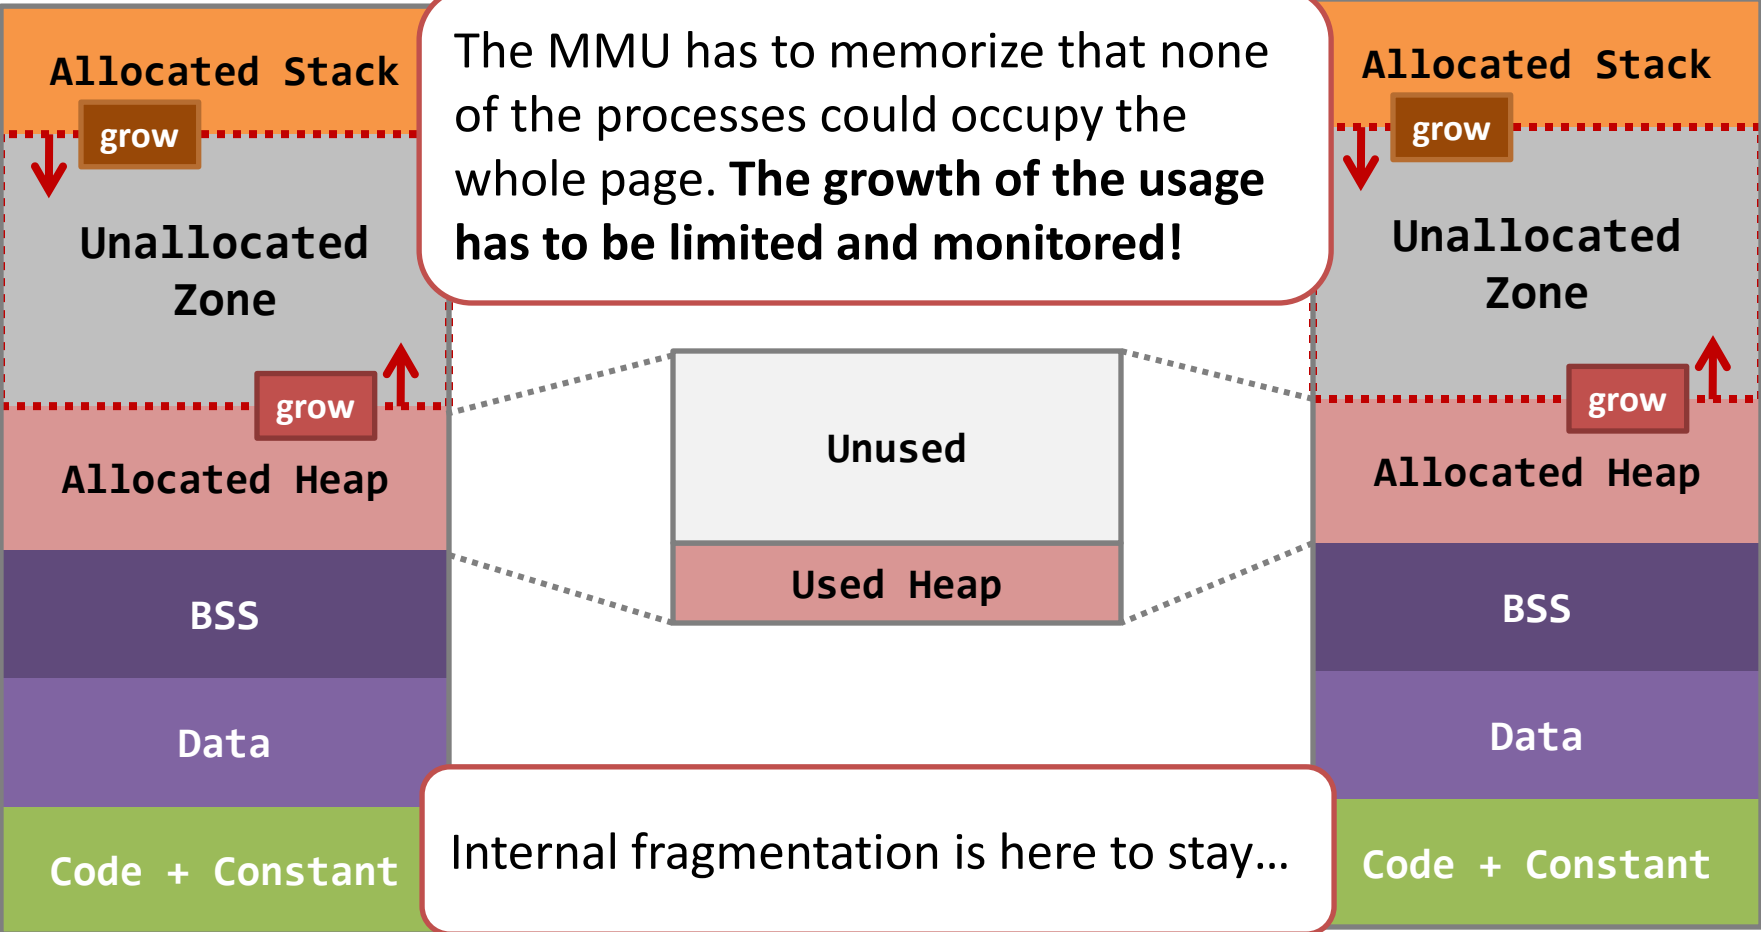 Allocated Stack
grow
Unallocated
Zone
grow
Allocated Heap
BSS
Data
Code + Constant
The MMU has to memorize that none
of the processes could occupy the
whole page. The growth of the usage
has to be limited and monitored!
Unused
Used Heap
Internal fragmentation is here to stay…
Allocated Stack
grow
Unallocated
Zone
grow
Allocated Heap
BSS
Data
Code + Constant